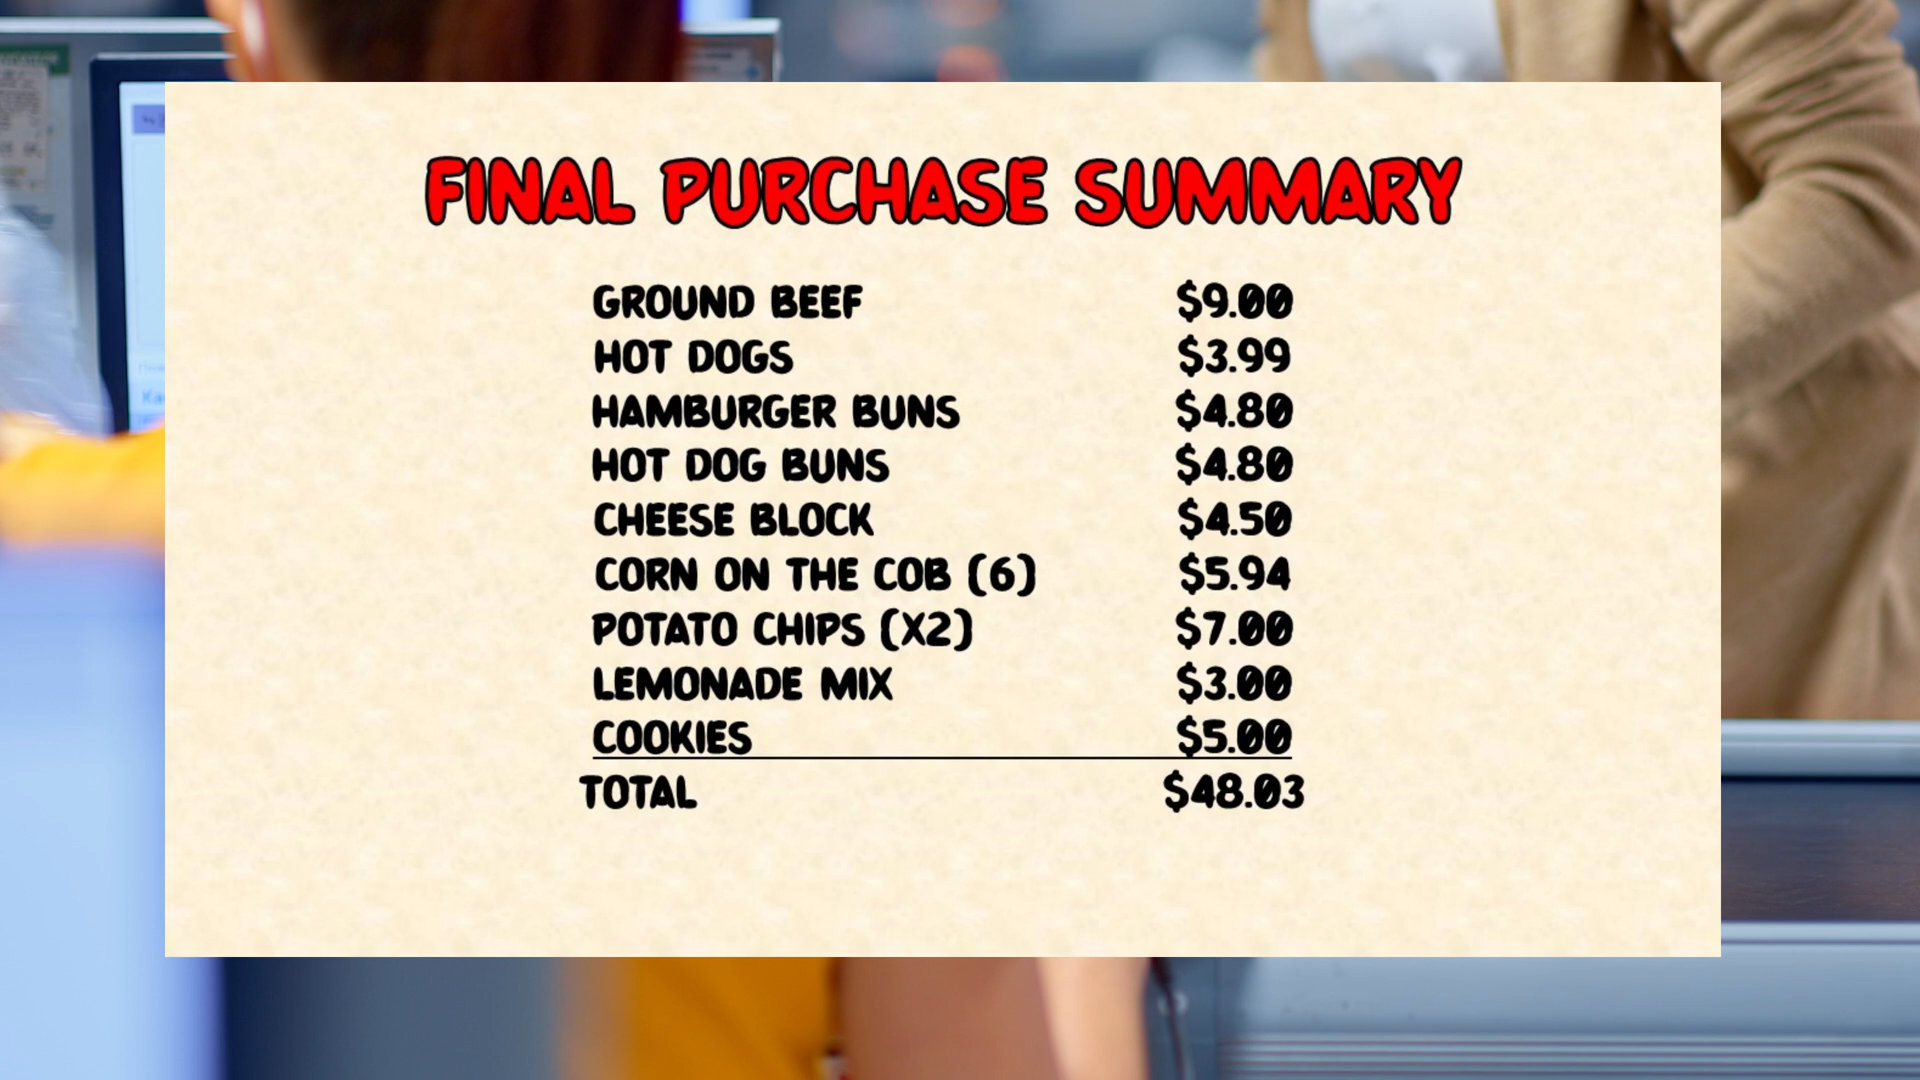 FINAL PURCHASE SUMMARY
GROUND BEEF $9.00
HOT DOGS $3.99
HAMBURGER BUNS $4.80
HOT DOG BUNS $4.80
CHEESE BLOCK $4.50
CORN ON THE COB (6) $5.94
POTATO CHIPS (X2) $7.00
LEMONADE MIX $3.00
COOKIES $5.00
TOTAL $48.03